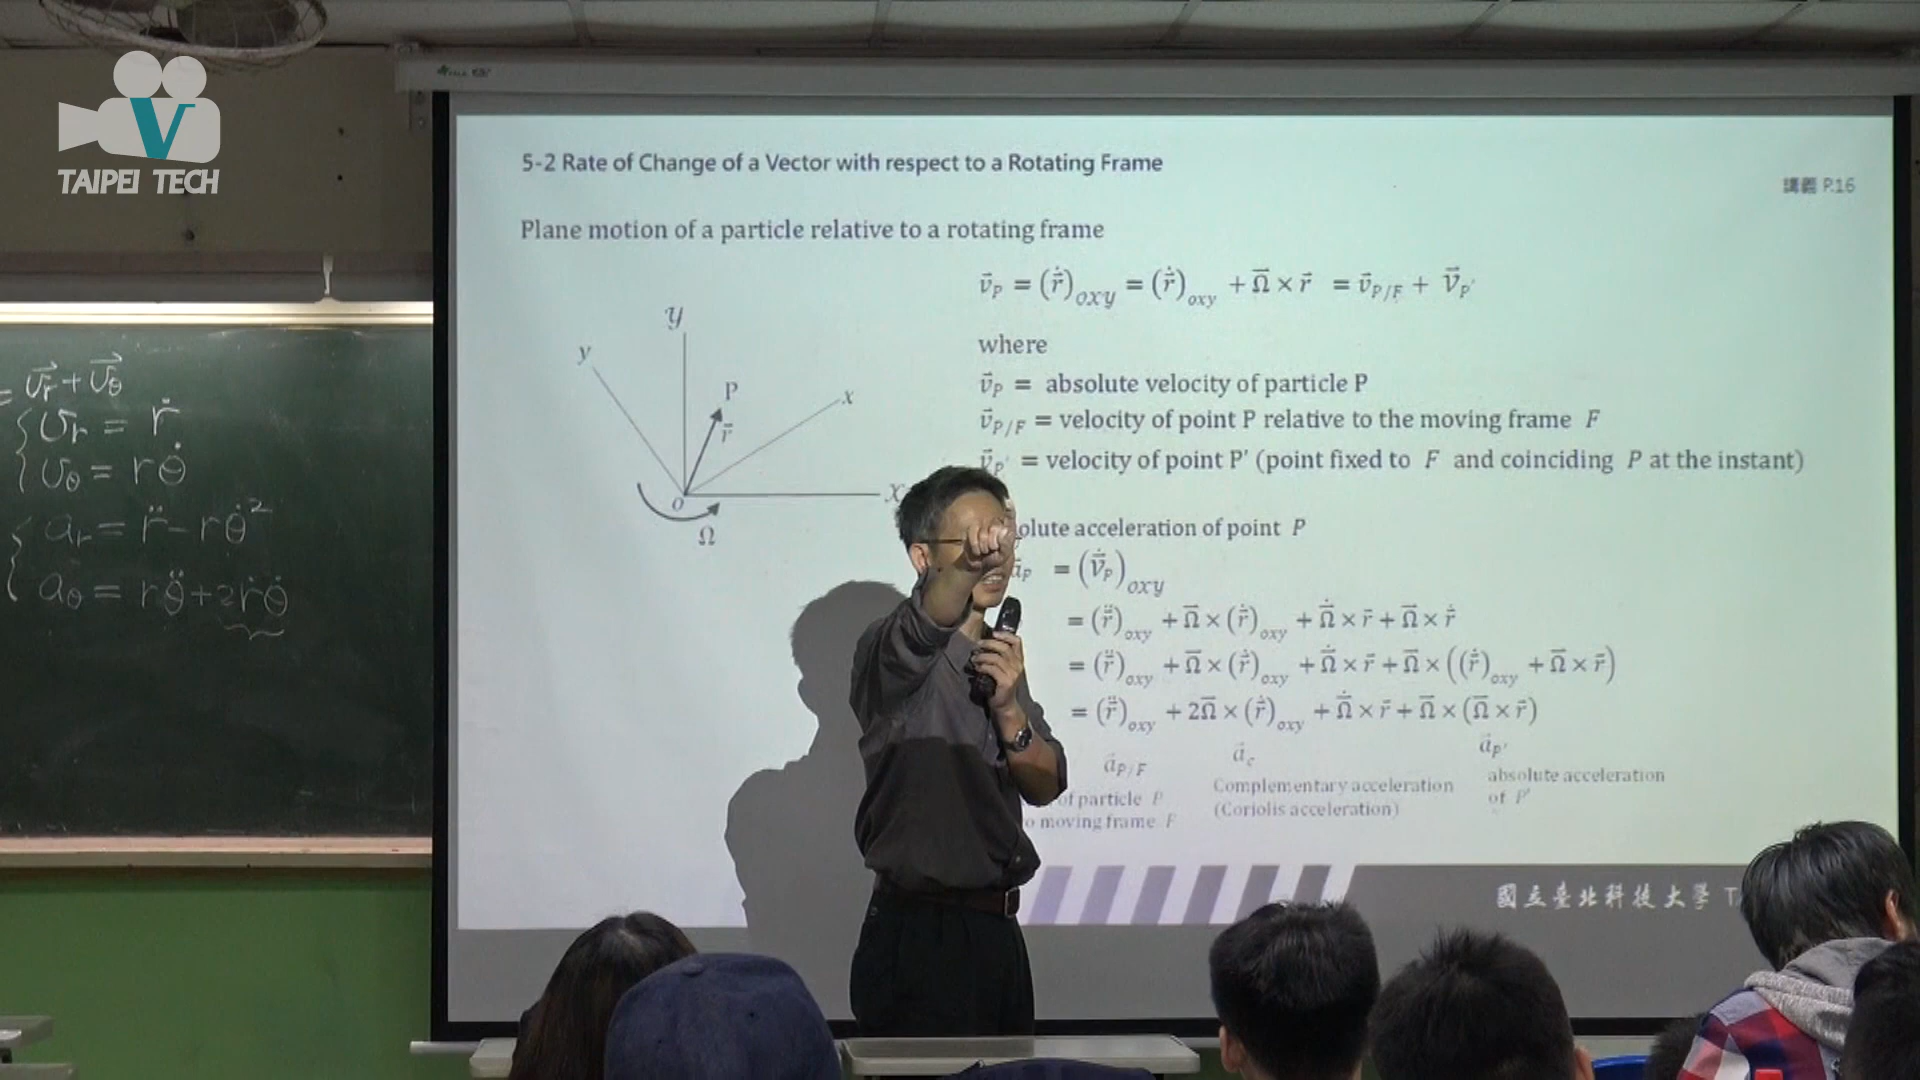 V
TAIPEI TECH
5-2 Rate of Change of a Vector with respect to a Rotating Frame
講義 P.16
Plane motion of a particle relative to a rotating frame
y
Y
P
r⃗
x
X
o
Ω
v⃗_P = (r⃗̇)_OXY = (r⃗̇)_oxy + Ω⃗ × r⃗ = v⃗_P/F + v⃗_P'
where
v⃗_P = absolute velocity of particle P
v⃗_P/F = velocity of point P relative to the moving frame F
v⃗_P' = velocity of point P' (point fixed to F and coinciding P at the instant)
olute acceleration of point P
a⃗_P = (v⃗̇_P)_OXY
= (r⃗̈)_oxy + Ω⃗ × (r⃗̇)_oxy + Ω⃗̇ × r⃗ + Ω⃗ × r⃗̇
= (r⃗̈)_oxy + Ω⃗ × (r⃗̇)_oxy + Ω⃗̇ × r⃗ + Ω⃗ × ((r⃗̇)_oxy + Ω⃗ × r⃗)
= (r⃗̈)_oxy + 2Ω⃗ × (r⃗̇)_oxy + Ω⃗̇ × r⃗ + Ω⃗ × (Ω⃗ × r⃗)
a⃗_P/F
a⃗_c
a⃗_P'
of particle P
o moving frame F
Complementary acceleration
(Coriolis acceleration)
absolute acceleration
of P'
國立臺北科技大學 T
= v⃗_r + v⃗_θ
v_r = ṙ
v_θ = rθ̇
a_r = r̈ - rθ̇²
a_θ = rθ̈ + 2ṙθ̇